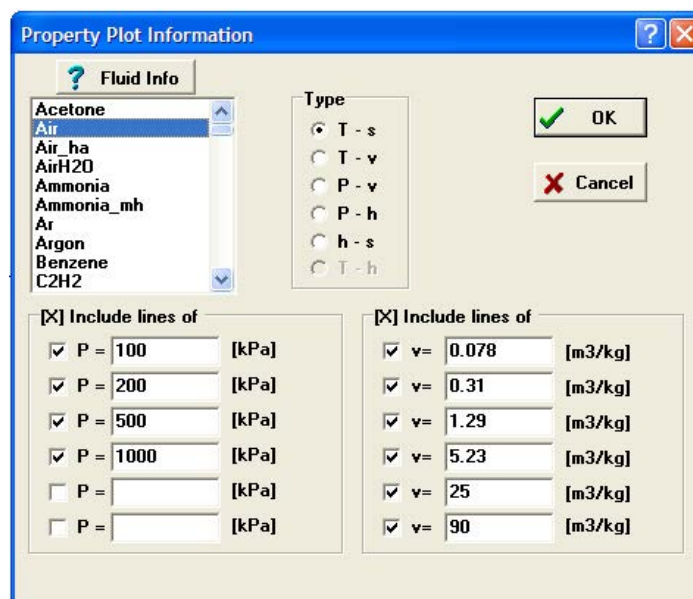 Property Plot Information
? Fluid Info
Acetone
Air
Air_ha
AirH2O
Ammonia
Ammonia_mh
Ar
Argon
Benzene
C2H2
Type
T - s
T - v
P - v
P - h
h - s
T - h
OK
Cancel
[X] Include lines of
P = 100 [kPa]
P = 200 [kPa]
P = 500 [kPa]
P = 1000 [kPa]
P = [kPa]
P = [kPa]
[X] Include lines of
v= 0.078 [m3/kg]
v= 0.31 [m3/kg]
v= 1.29 [m3/kg]
v= 5.23 [m3/kg]
v= 25 [m3/kg]
v= 90 [m3/kg]